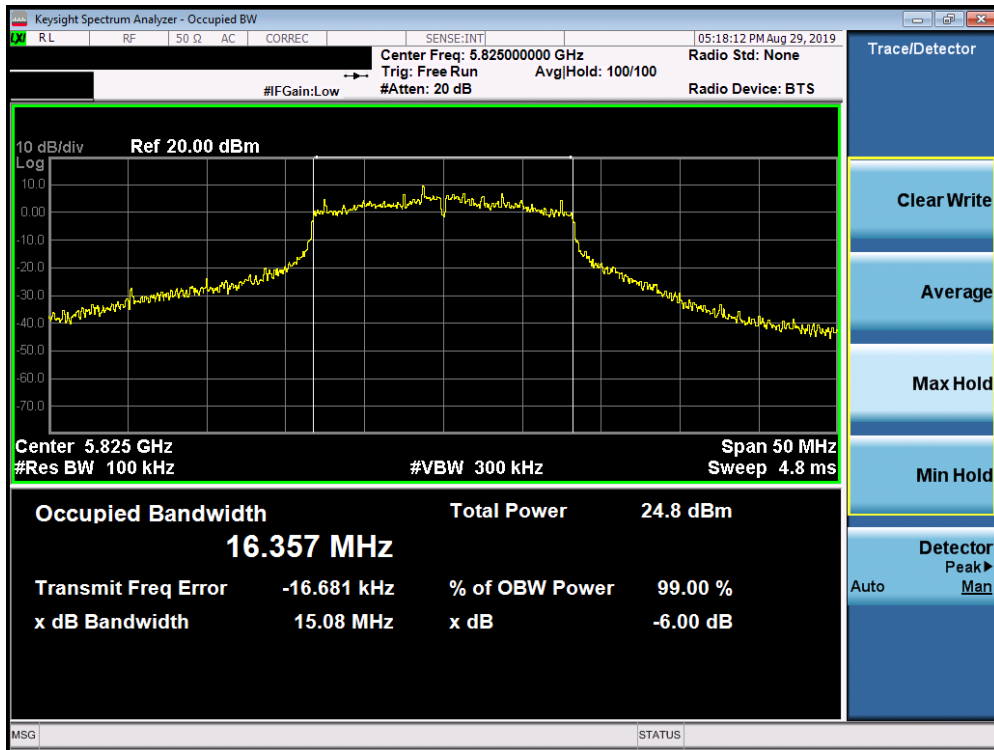 Keysight Spectrum Analyzer - Occupied BW
LXI RL RF 50 Ω AC CORREC SENSE:INT 05:18:12 PM Aug 29, 2019
Center Freq: 5.825000000 GHz Radio Std: None
Trig: Free Run Avg|Hold: 100/100
#IFGain:Low #Atten: 20 dB Radio Device: BTS
10 dB/div Ref 20.00 dBm
Log
10.0
0.00
-10.0
-20.0
-30.0
-40.0
-50.0
-60.0
-70.0
Center 5.825 GHz Span 50 MHz
#Res BW 100 kHz #VBW 300 kHz Sweep 4.8 ms
Occupied Bandwidth Total Power 24.8 dBm
16.357 MHz
Transmit Freq Error -16.681 kHz % of OBW Power 99.00 %
x dB Bandwidth 15.08 MHz x dB -6.00 dB
Trace/Detector
Clear Write
Average
Max Hold
Min Hold
Detector
Peak▶
Auto Man
MSG STATUS